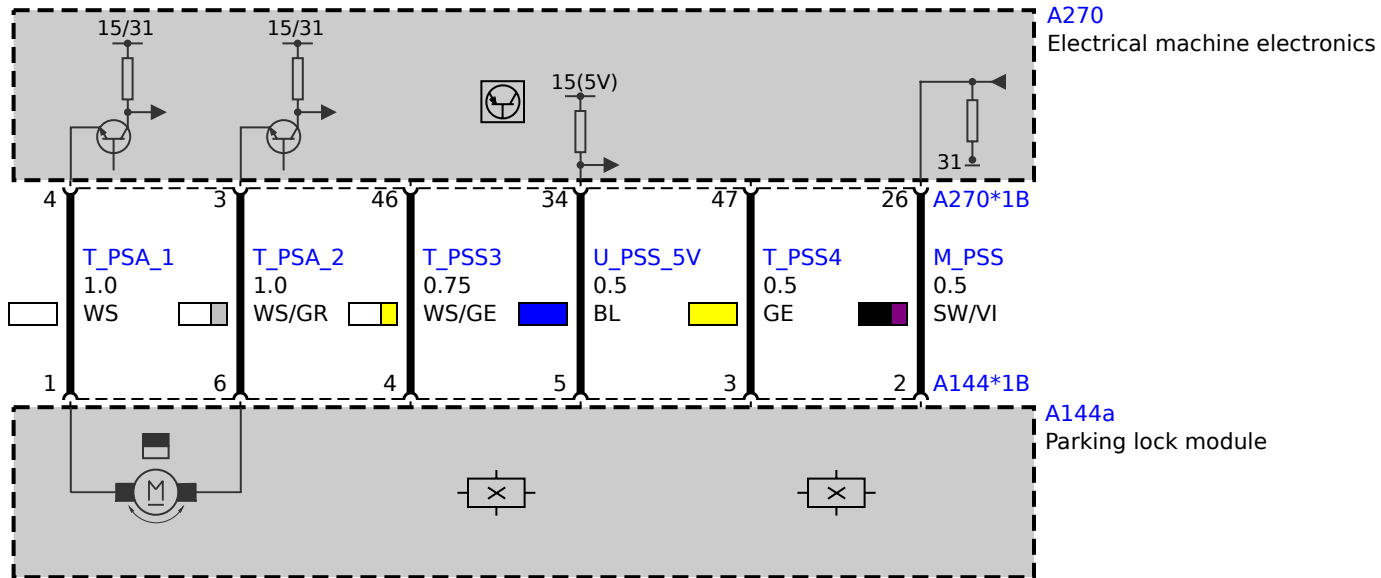 A270
Electrical machine electronics
15/31
15/31
15(5V)
31
4
3
46
34
47
26
A270*1B
T_PSA_1
1.0
WS
T_PSA_2
1.0
WS/GR
T_PSS3
0.75
WS/GE
U_PSS_5V
0.5
BL
T_PSS4
0.5
GE
M_PSS
0.5
SW/VI
1
6
4
5
3
2
A144*1B
A144a
Parking lock module
M